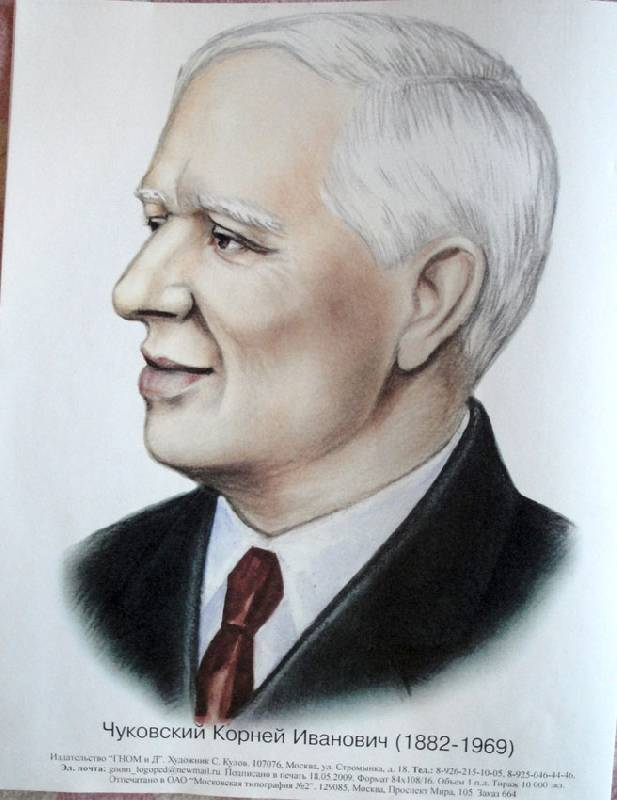 Чуковский Корней Иванович (1882-1969)
Издательство "ГНОМ и Д". Художник С. Кузов. 107076, Москва, ул. Стромынка, д. 18. Тел.: 8-926-215-10-05, 8-925-646-44-46.
Эл. почта: gnom_logoped@newmail.ru Подписано в печать 18.05.2009. Формат 84х108/16. Объем 1 п.л. Тираж 10 000 экз.
Отпечатано в ОАО "Московская типография №2". 129085, Москва, Проспект Мира, 105. Заказ 664